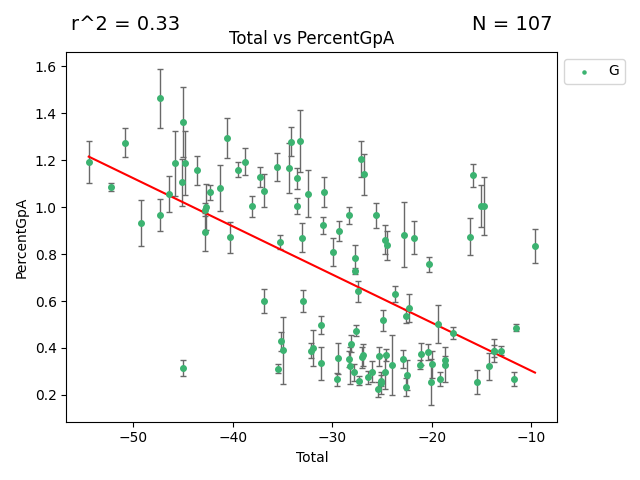 r^2 = 0.33 N = 107
Total vs PercentGpA
G
PercentGpA
1.6
1.4
1.2
1.0
0.8
0.6
0.4
0.2
−50 −40 −30 −20 −10
Total